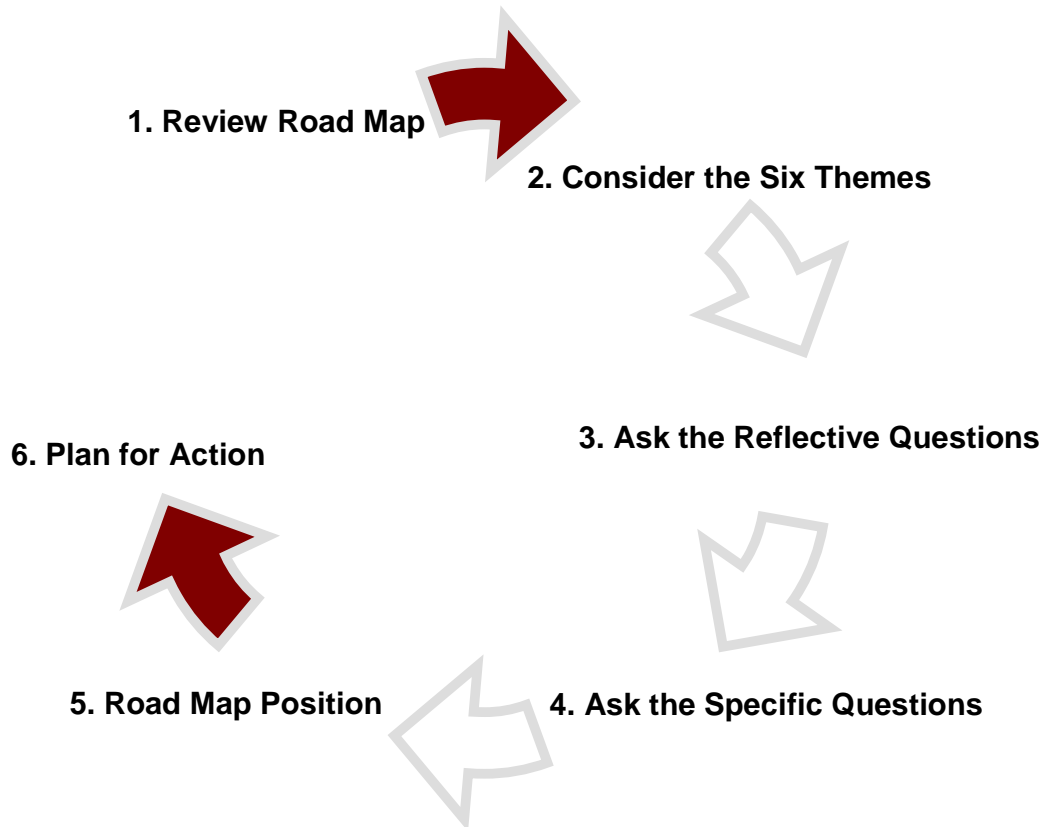 1. Review Road Map
2. Consider the Six Themes
3. Ask the Reflective Questions
4. Ask the Specific Questions
5. Road Map Position
6. Plan for Action